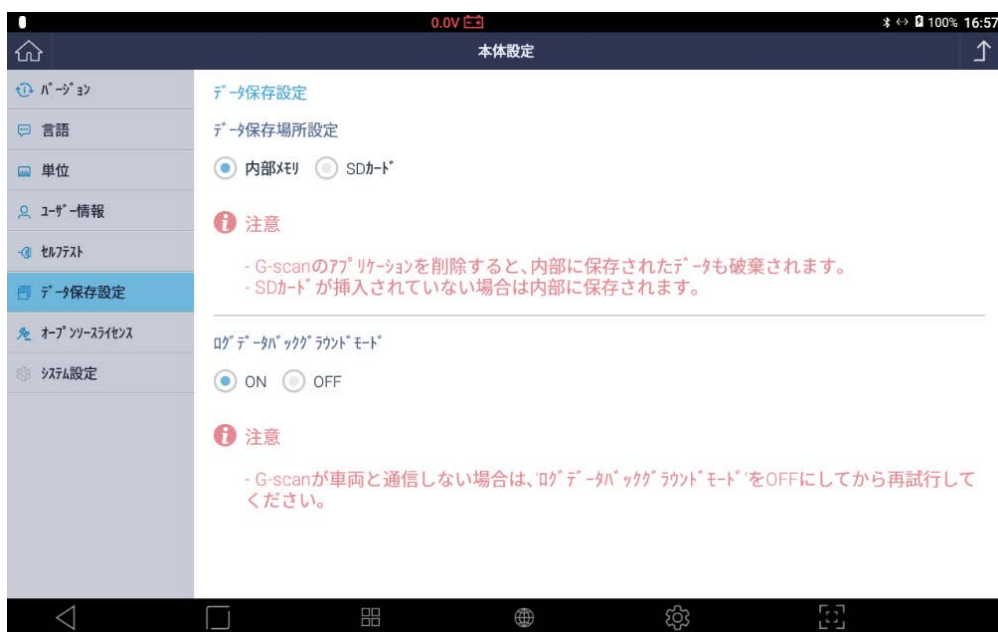 0.0V
100% 16:57
本体設定
ﾊﾞｰｼﾞｮﾝ
言語
単位
ﾕｰｻﾞｰ情報
ｾﾙﾌﾃｽﾄ
ﾃﾞｰﾀ保存設定
ｵｰﾌﾟﾝｿｰｽﾗｲｾﾝｽ
ｼｽﾃﾑ設定
ﾃﾞｰﾀ保存設定
ﾃﾞｰﾀ保存場所設定
内部ﾒﾓﾘ SDｶｰﾄﾞ
注意
- G-scanのｱﾌﾟﾘｹｰｼｮﾝを削除すると、内部に保存されたﾃﾞｰﾀも破棄されます。
- SDｶｰﾄﾞが挿入されていない場合は内部に保存されます。
ﾛｸﾞﾃﾞｰﾀﾊﾞｯｸｸﾞﾗｳﾝﾄﾞﾓｰﾄﾞ
ON OFF
注意
- G-scanが車両と通信しない場合は、'ﾛｸﾞﾃﾞｰﾀﾊﾞｯｸｸﾞﾗｳﾝﾄﾞﾓｰﾄﾞ'をOFFにしてから再試行して
ください。